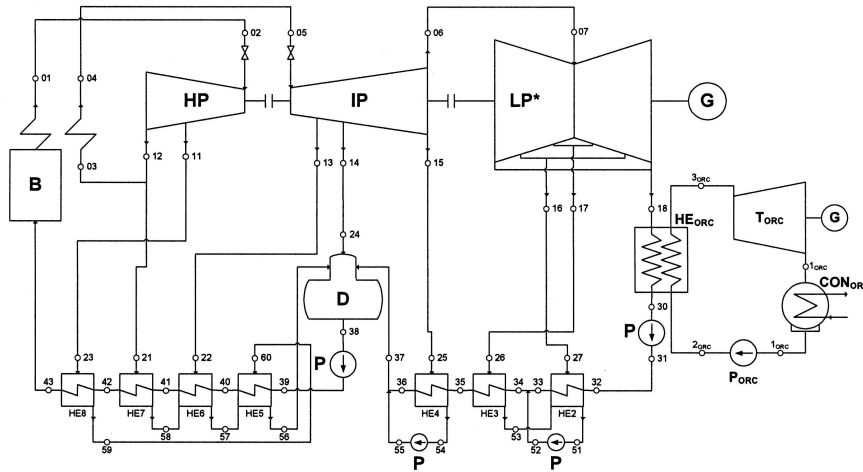 02 05 06 07
01 04
HP IP LP* G
B
03 12 11 13 14 15 16 17 18
3ORC
HEORC TORC G
24
1ORC
CONOR
D
30
P
38
P
31
2ORC 1ORC
PORC
23 21 22 60 37 25 26 27
43 42 41 40 39 36 35 34 33 32
HE8 HE7 HE6 HE5 HE4 HE3 HE2
58 57 56 53
59 55 54 52 51
P P